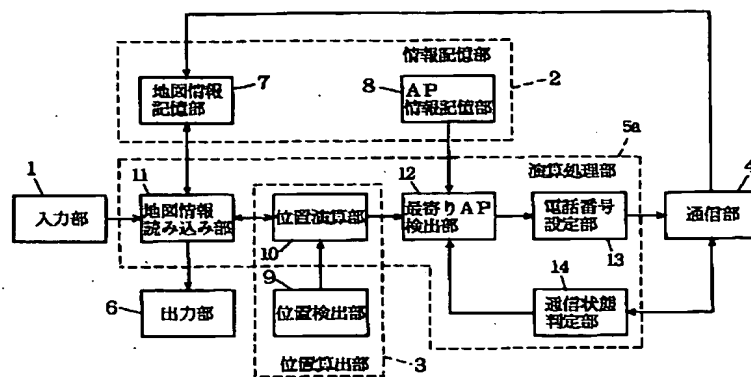 情報記憶部
2
7
地図情報
記憶部
8
AP
情報記憶部
5a
演算処理部
4
1
入力部
11
地図情報
読み込み部
位置演算部
10
12
最寄りAP
検出部
電話番号
設定部
13
通信部
9
位置検出部
14
通信状態
判定部
6
出力部
位置算出部
3